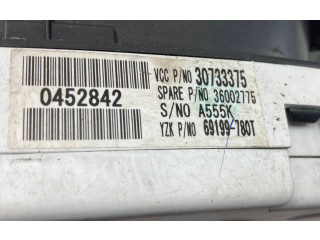 VCC P/NO 30733375
0452842
SPARE P/NO 36002775
S/NO A555K
YZK P/NO 69199-780T